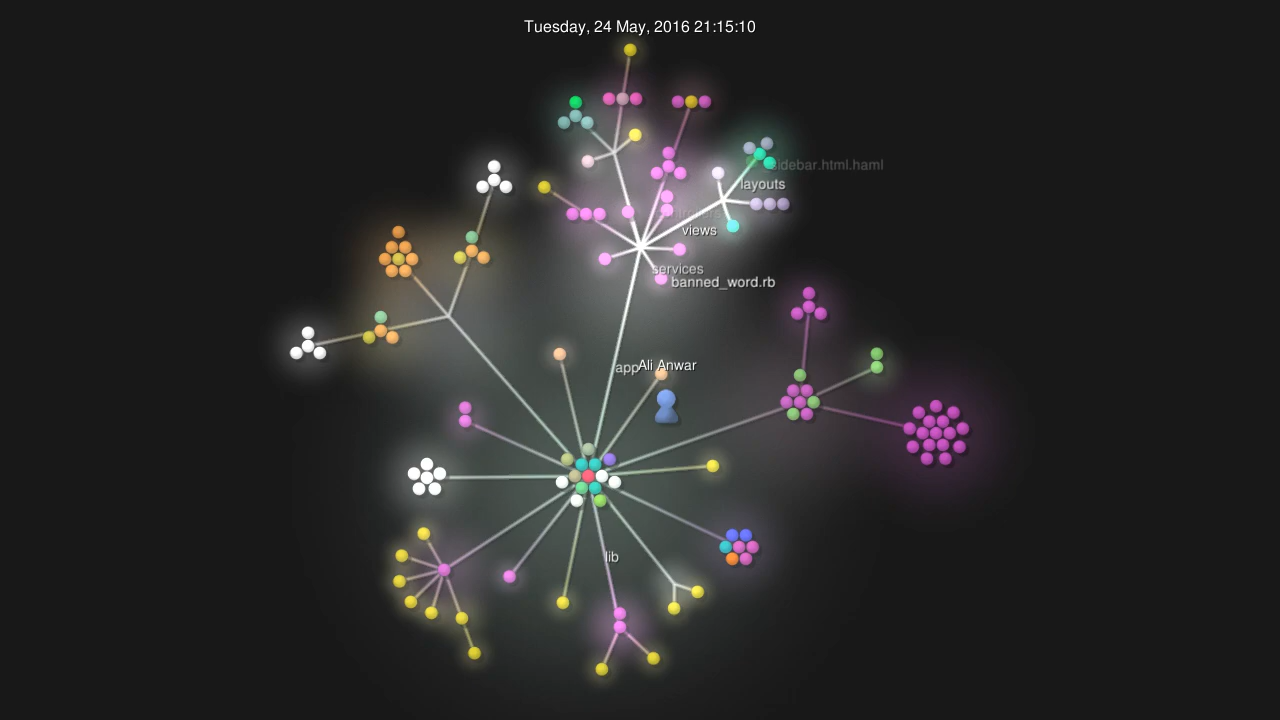 Tuesday, 24 May, 2016 21:15:10
sidebar.html.haml
layouts
views
services
banned_word.rb
app
Ali Anwar
lib